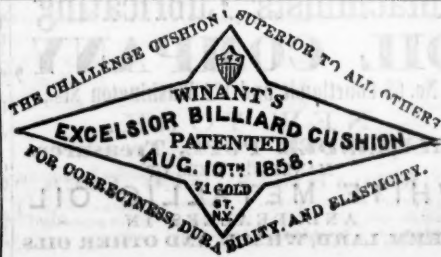 THE CHALLENGE CUSHION! SUPERIOR TO ALL OTHERS
WINANT'S
EXCELSIOR BILLIARD CUSHION
PATENTED
AUG. 10TH 1858.
71 GOLD
ST.
N.Y.
FOR CORRECTNESS, DURABILITY. AND ELASTICITY.